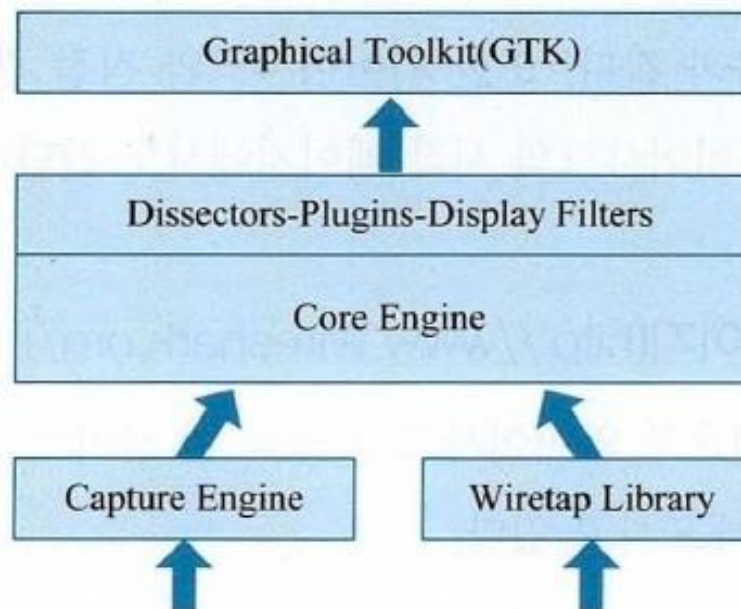 Graphical Toolkit(GTK)
Dissectors-Plugins-Display Filters
Core Engine
Capture Engine
Wiretap Library